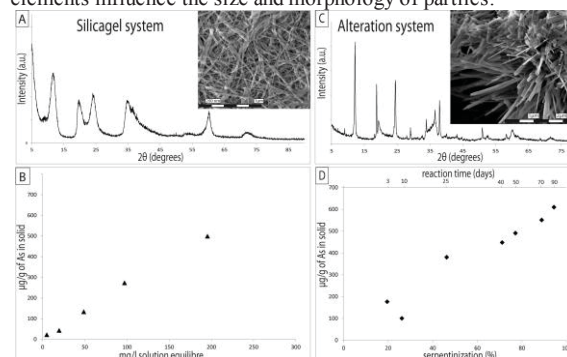 elements influence the size and morphology of particles.
A
Silicagel system
Intensity (a.u.)
5 15 25 35 45 55 65 75 85
2θ (degrees)
C
Alteration system
Intensity (a.u.)
5 15 25 35 45 55 65 75 85
2θ (degrees)
B
µg/g of As in solid
700
600
500
400
300
200
100
0
0 50 100 150 200 250 300
mg/l solution equilibre
D
reaction time (days)
3 10 25 40 50 70 90
µg/g of As in solid
700
600
500
400
300
200
100
0
0 20 40 60 80 100
serpentinization (%)